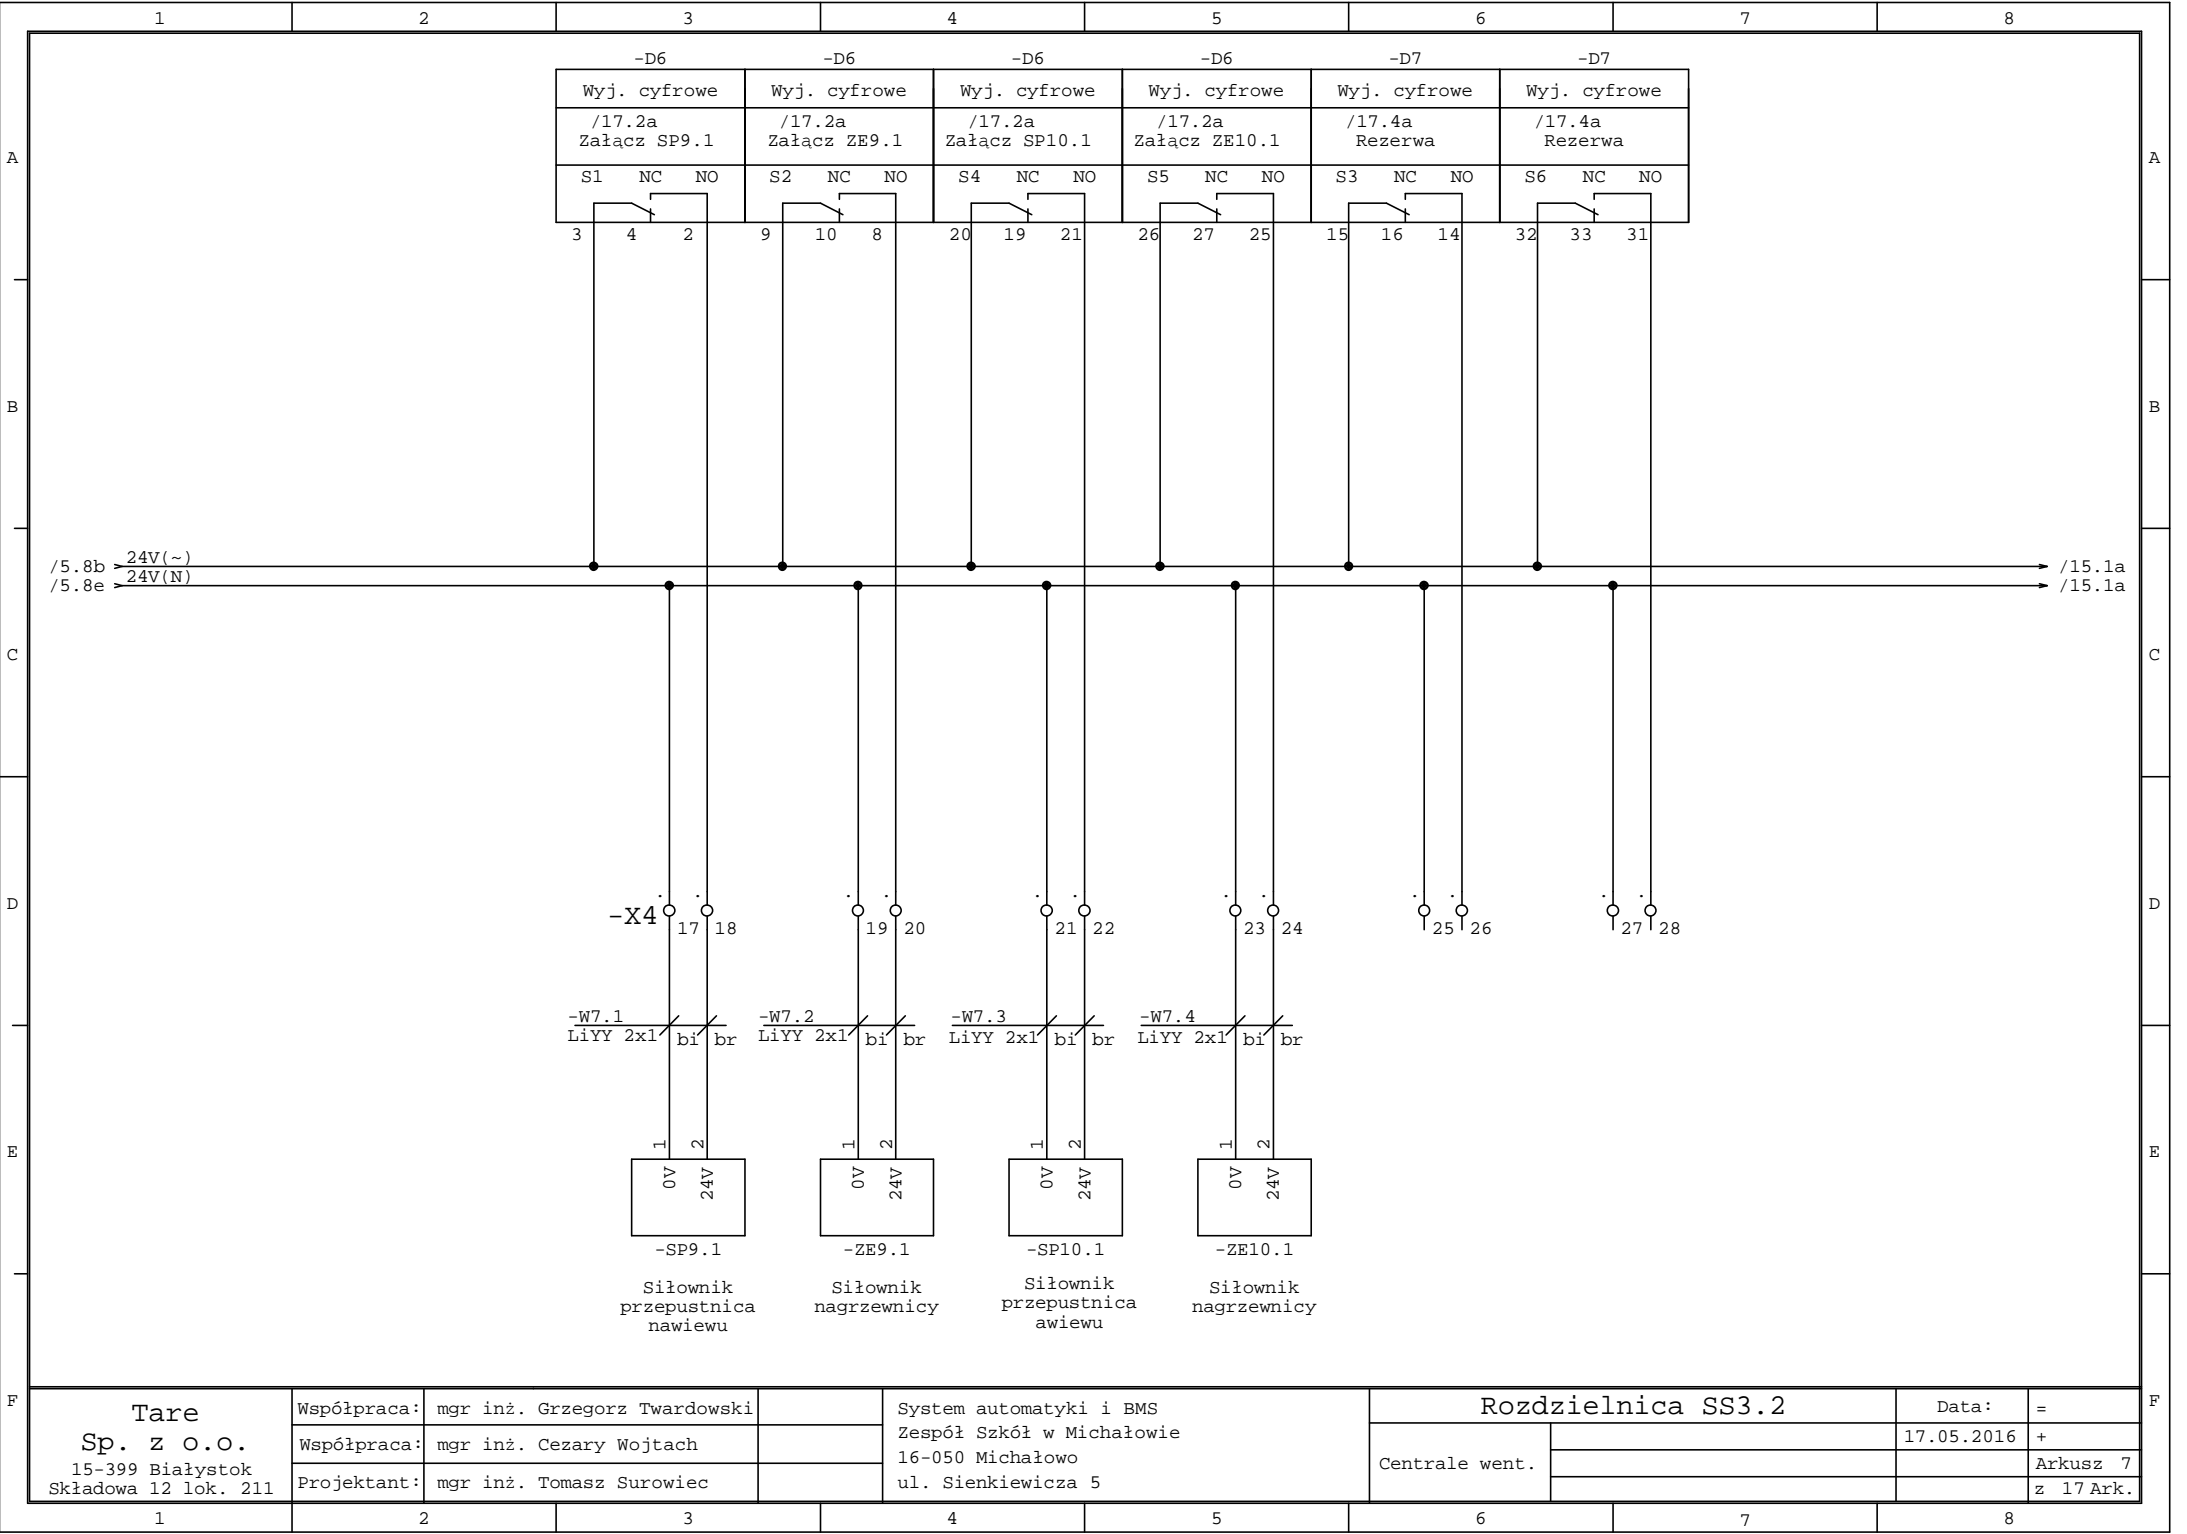 1 2 3 4 5 6 7 8
-D6 -D6 -D6 -D6 -D7 -D7
Wyj. cyfrowe Wyj. cyfrowe Wyj. cyfrowe Wyj. cyfrowe Wyj. cyfrowe Wyj. cyfrowe
/17.2a /17.2a /17.2a /17.2a /17.4a /17.4a
Załącz SP9.1 Załącz ZE9.1 Załącz SP10.1 Załącz ZE10.1 Rezerwa Rezerwa
A A
S1 NC NO S2 NC NO S4 NC NO S5 NC NO S3 NC NO S6 NC NO
3 4 2 9 10 8 20 19 21 26 27 25 15 16 14 32 33 31
B B
24V(~)
/5.8b /15.1a
24V(N)
/5.8e /15.1a
C C
D D
-X4 17 18 19 20 21 22 23 24 25 26 27 28
-W7.1 -W7.2 -W7.3 -W7.4
LiYY 2x1 bi br LiYY 2x1 bi br LiYY 2x1 bi br LiYY 2x1 bi br
E E
1 2 1 2 1 2 1 2
0V 24V 0V 24V 0V 24V 0V 24V
-SP9.1 -ZE9.1 -SP10.1 -ZE10.1
Siłownik przepustnica nawiewu
Siłownik nagrzewnicy
Siłownik przepustnica awiewu
Siłownik nagrzewnicy
F F
Tare
Sp. z o.o.
15-399 Białystok
Składowa 12 lok. 211
Współpraca: mgr inż. Grzegorz Twardowski
Współpraca: mgr inż. Cezary Wojtach
Projektant: mgr inż. Tomasz Surowiec
System automatyki i BMS
Zespół Szkół w Michałowie
16-050 Michałowo
ul. Sienkiewicza 5
Rozdzielnica SS3.2
Centrale went.
Data: =
17.05.2016 +
Arkusz 7
z 17 Ark.
1 2 3 4 5 6 7 8